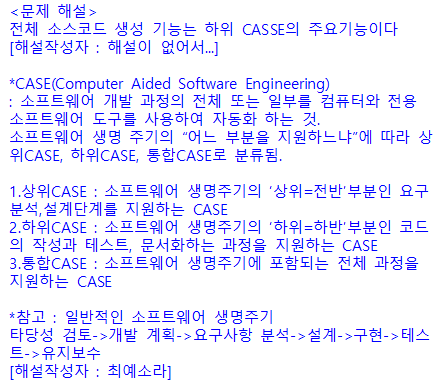 <문제 해설>
전체 소스코드 생성 기능는 하위 CASSE의 주요기능이다
[해설작성자 : 해설이 없어서...]
*CASE(Computer Aided Software Engineering)
: 소프트웨어 개발 과정의 전체 또는 일부를 컴퓨터와 전용
소프트웨어 도구를 사용하여 자동화 하는 것.
소프트웨어 생명 주기의 “어느 부분을 지원하느냐”에 따라 상
위CASE, 하위CASE, 통합CASE로 분류됨.
1.상위CASE : 소프트웨어 생명주기의 ‘상위=전반’부분인 요구
분석,설계단계를 지원하는 CASE
2.하위CASE : 소프트웨어 생명주기의 ‘하위=하반’부분인 코드
의 작성과 테스트, 문서화하는 과정을 지원하는 CASE
3.통합CASE : 소프트웨어 생명주기에 포함되는 전체 과정을
지원하는 CASE
*참고 : 일반적인 소프트웨어 생명주기
타당성 검토->개발 계획->요구사항 분석->설계->구현->테스
트->유지보수
[해설작성자 : 최예소라]